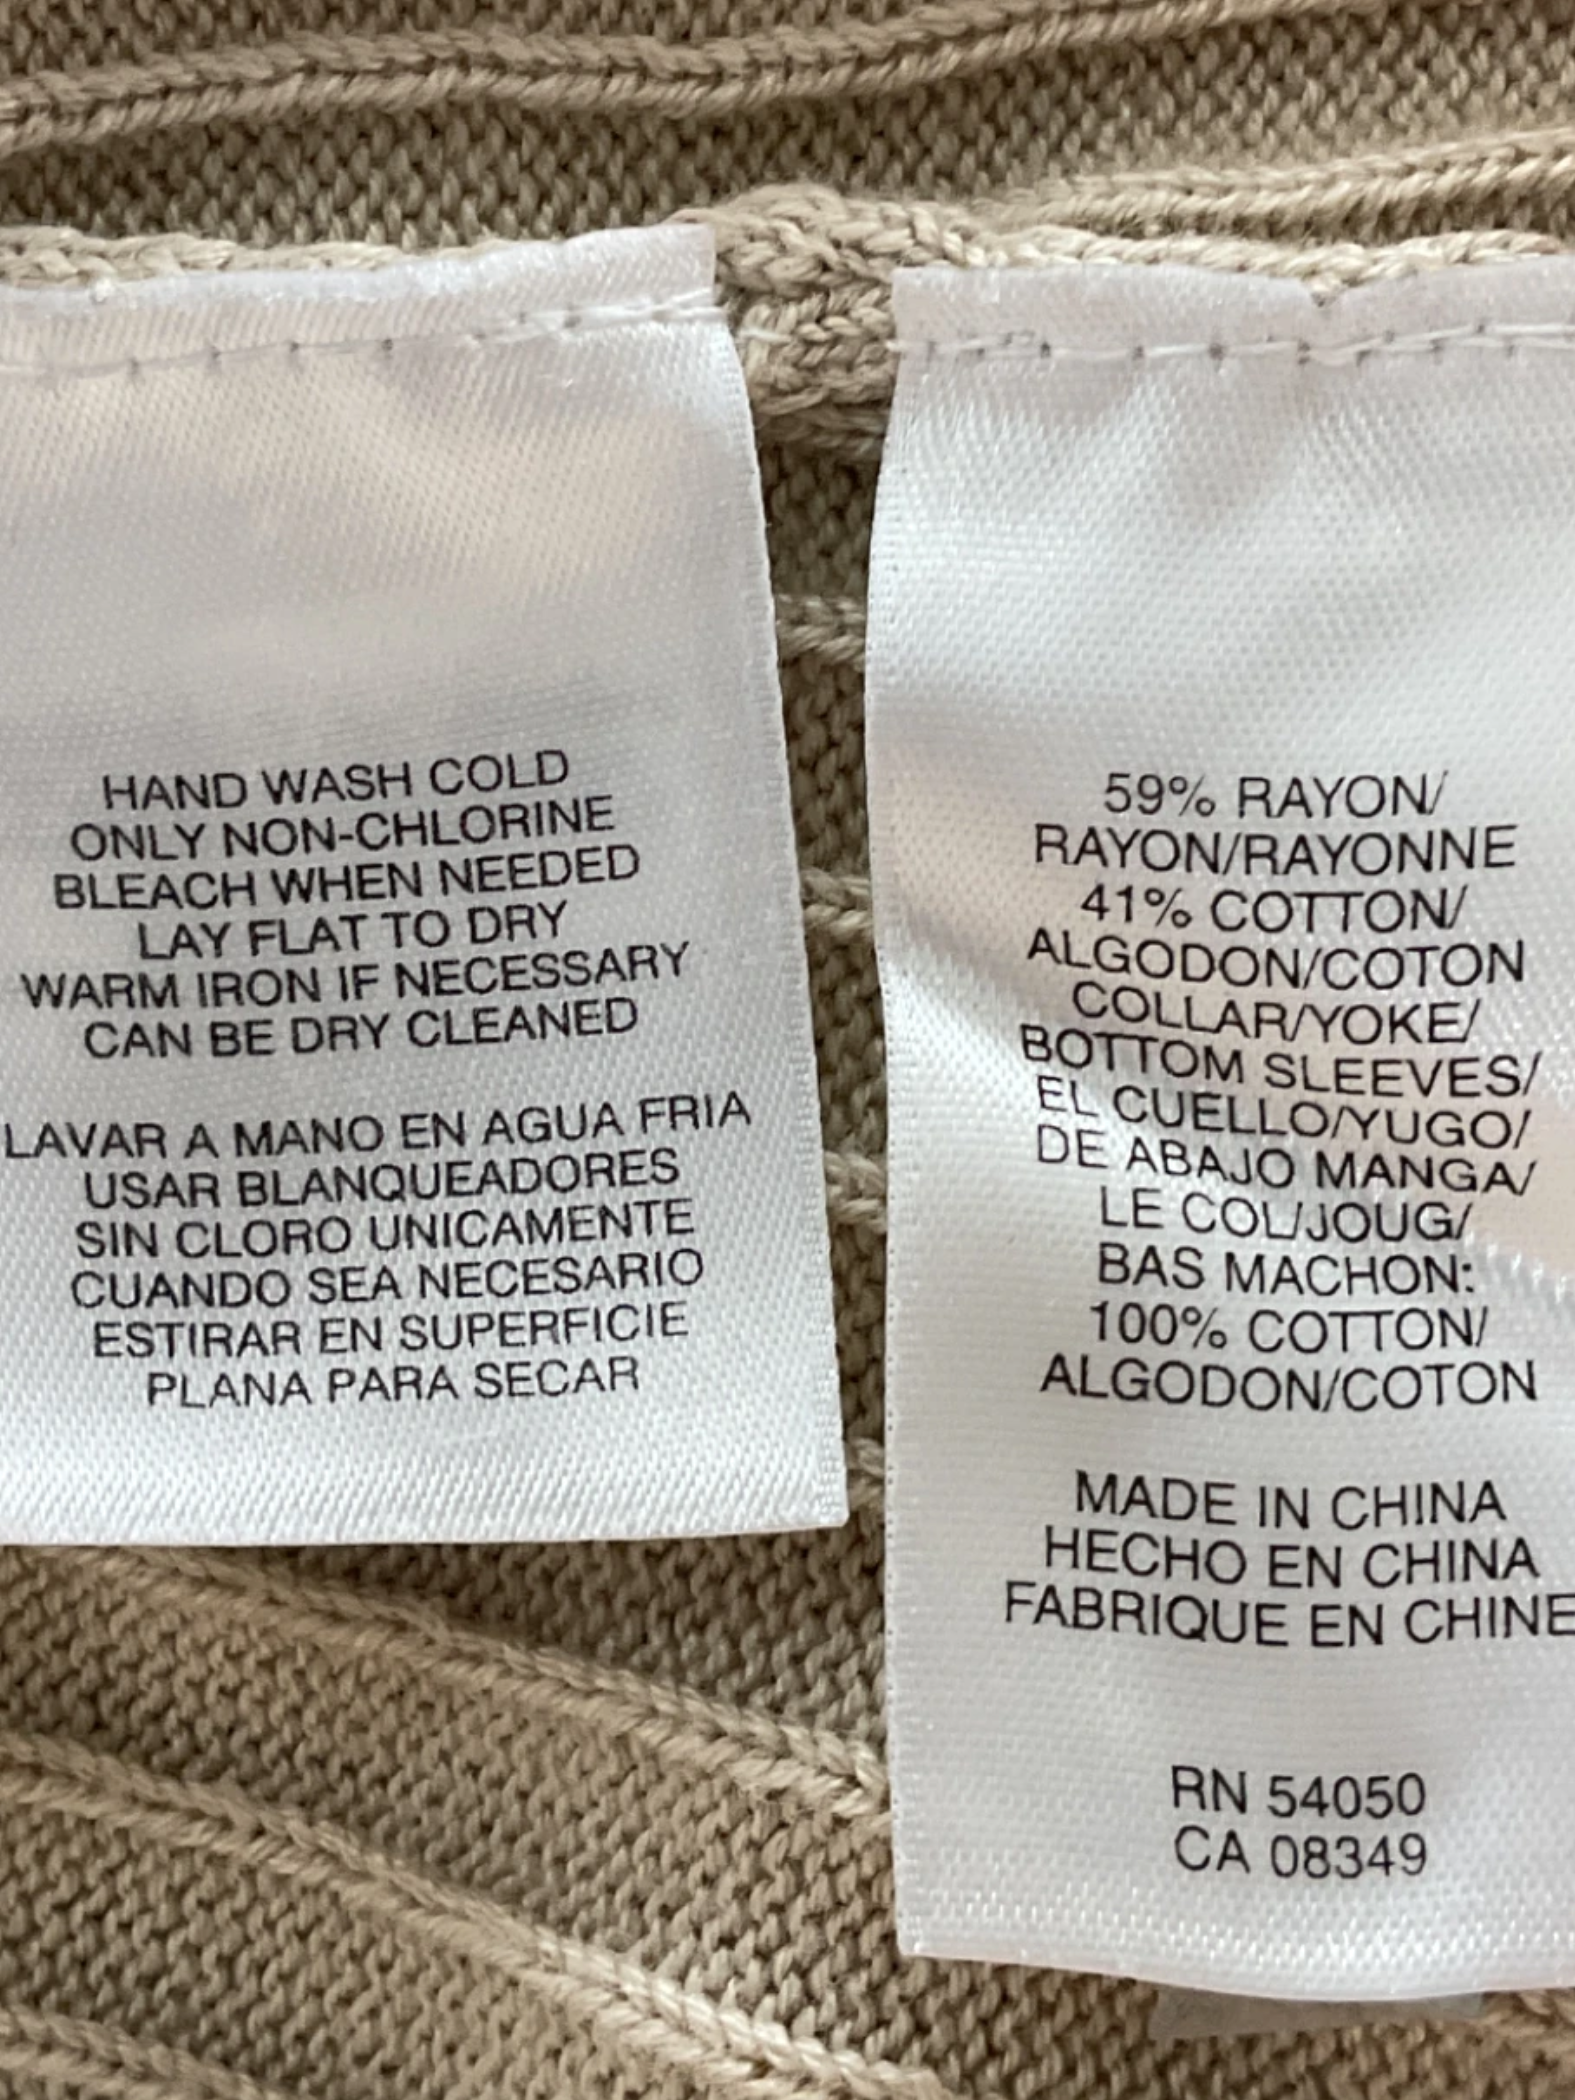 HAND WASH COLD
ONLY NON-CHLORINE
BLEACH WHEN NEEDED
LAY FLAT TO DRY
WARM IRON IF NECESSARY
CAN BE DRY CLEANED
LAVAR A MANO EN AGUA FRIA
USAR BLANQUEADORES
SIN CLORO UNICAMENTE
CUANDO SEA NECESARIO
ESTIRAR EN SUPERFICIE
PLANA PARA SECAR
59% RAYON/
RAYON/RAYONNE
41% COTTON/
ALGODON/COTON
COLLAR/YOKE/
BOTTOM SLEEVES/
EL CUELLO/YUGO/
DE ABAJO MANGA/
LE COL/JOUG/
BAS MACHON:
100% COTTON/
ALGODON/COTON
MADE IN CHINA
HECHO EN CHINA
FABRIQUE EN CHINE
RN 54050
CA 08349